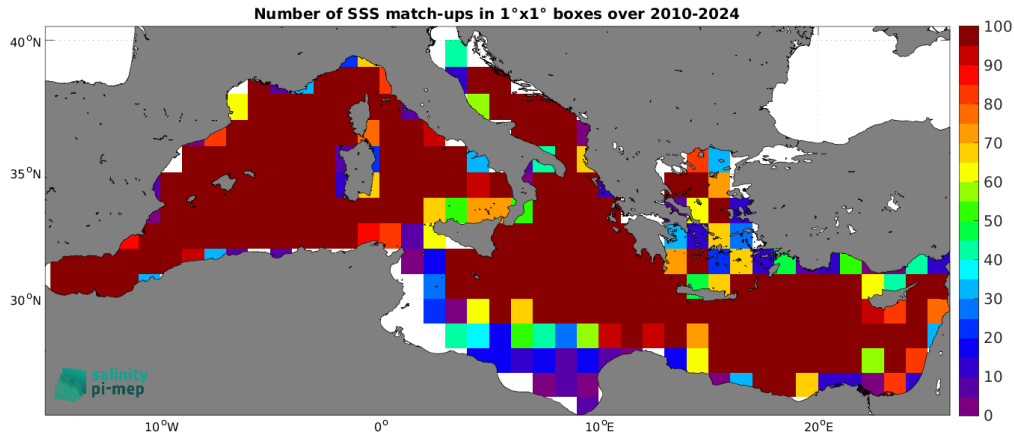 Number of SSS match-ups in 1°x1° boxes over 2010-2024
40°N
35°N
30°N
10°W
0°
10°E
20°E
100
90
80
70
60
50
40
30
20
10
0
salinity
pi-mep